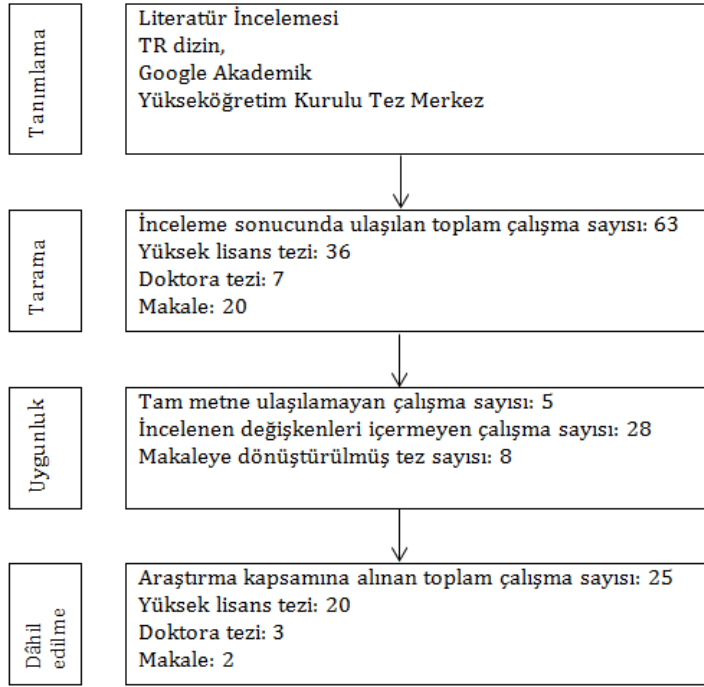 Tanımlama
Literatür İncelemesi
TR dizin,
Google Akademik
Yükseköğretim Kurulu Tez Merkez
Tarama
İnceleme sonucunda ulaşılan toplam çalışma sayısı: 63
Yüksek lisans tezi: 36
Doktora tezi: 7
Makale: 20
Uygunluk
Tam metne ulaşılamayan çalışma sayısı: 5
İncelenen değişkenleri içermeyen çalışma sayısı: 28
Makaleye dönüştürülmüş tez sayısı: 8
Dâhil
edilme
Araştırma kapsamına alınan toplam çalışma sayısı: 25
Yüksek lisans tezi: 20
Doktora tezi: 3
Makale: 2